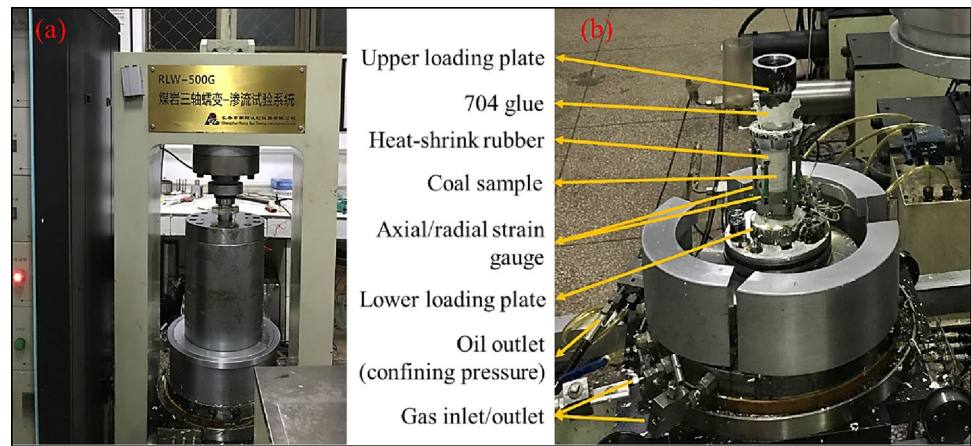 (a)
RLW-500G
煤岩三轴蠕变-渗流试验系统
Upper loading plate
704 glue
Heat-shrink rubber
Coal sample
Axial/radial strain
gauge
Lower loading plate
Oil outlet
(confining pressure)
Gas inlet/outlet
(b)